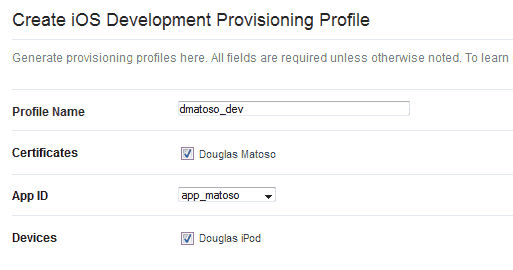 Create iOS Development Provisioning Profile
Generate provisioning profiles here. All fields are required unless otherwise noted. To learn
Profile Name dmatoso_dev
Certificates Douglas Matoso
App ID app_matoso
Devices Douglas iPod